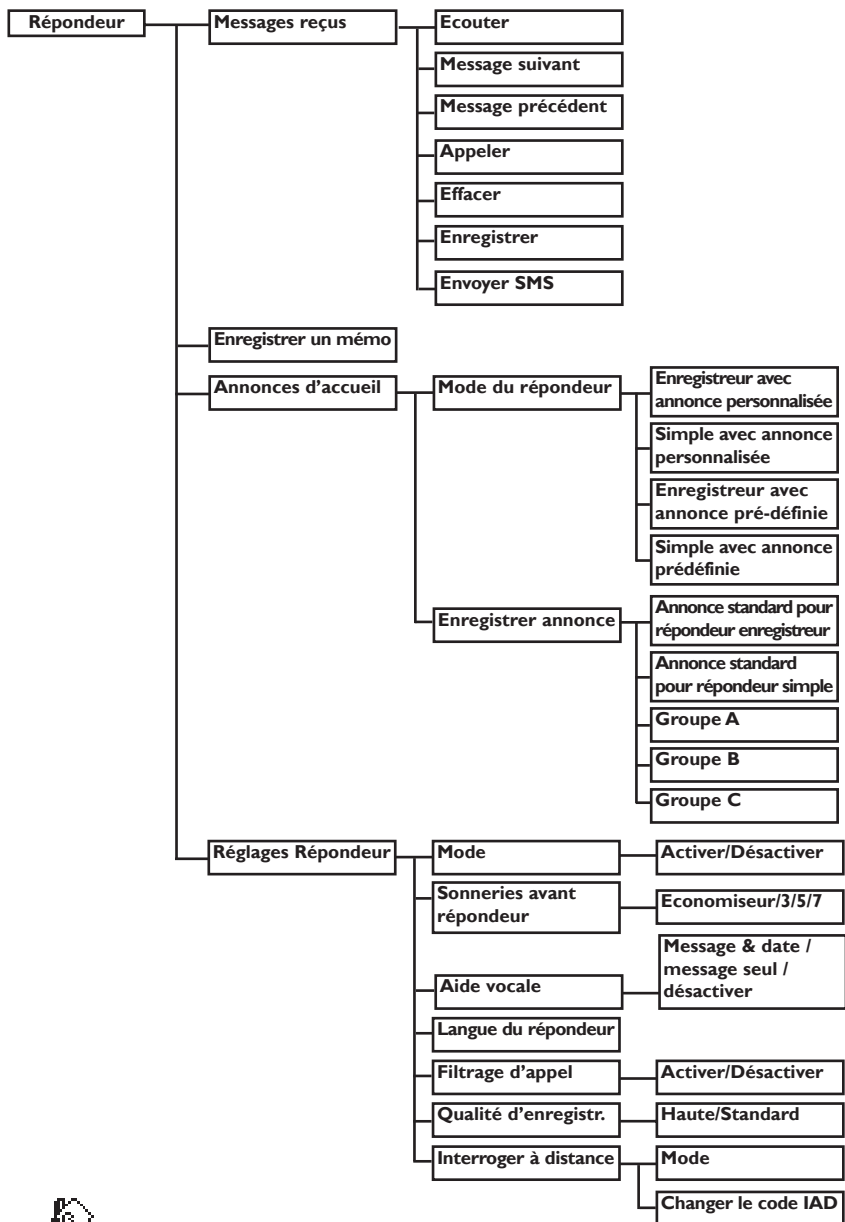 Répondeur
Messages reçus
Ecouter
Message suivant
Message précédent
Appeler
Effacer
Enregistrer
Envoyer SMS
Enregistrer un mémo
Annonces d’accueil
Mode du répondeur
Enregistreur avec
annonce personnalisée
Simple avec annonce
personnalisée
Enregistreur avec
annonce pré-définie
Simple avec annonce
prédéfinie
Enregistrer annonce
Annonce standard pour
répondeur enregistreur
Annonce standard
pour répondeur simple
Groupe A
Groupe B
Groupe C
Réglages Répondeur
Mode
Activer/Désactiver
Sonneries avant
répondeur
Economiseur/3/5/7
Aide vocale
Message & date /
message seul /
désactiver
Langue du répondeur
Filtrage d’appel
Activer/Désactiver
Qualité d’enregistr.
Haute/Standard
Interroger à distance
Mode
Changer le code IAD